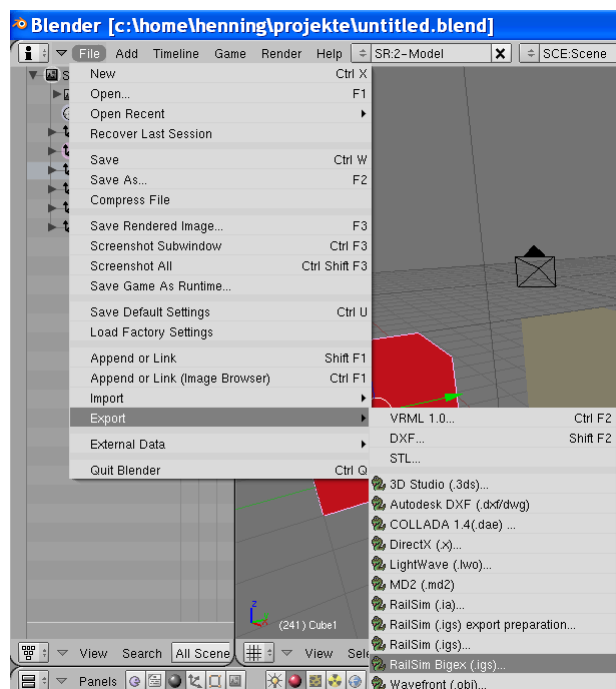 Blender [c:\home\henning\projekte\untitled.blend]
File Add Timeline Game Render Help SR:2-Model X SCE:Scene
New Ctrl X
Open... F1
Open Recent
Recover Last Session
Save Ctrl W
Save As... F2
Compress File
Save Rendered Image... F3
Screenshot Subwindow Ctrl F3
Screenshot All Ctrl Shift F3
Save Game As Runtime...
Save Default Settings Ctrl U
Load Factory Settings
Append or Link Shift F1
Append or Link (Image Browser) Ctrl F1
Import
Export
External Data
Quit Blender Ctrl Q
VRML 1.0... Ctrl F2
DXF... Shift F2
STL...
3D Studio (.3ds)...
Autodesk DXF (.dxf/dwg)
COLLADA 1.4(.dae) ...
DirectX (.x)...
LightWave (.lwo)...
MD2 (.md2)
RailSim (.ia)...
RailSim (.igs) export preparation...
RailSim (.igs)...
RailSim Bigex (.igs)...
Wavefront (.obj)...
z
x
(241) Cube1
View Search All Scene View Sele
Panels